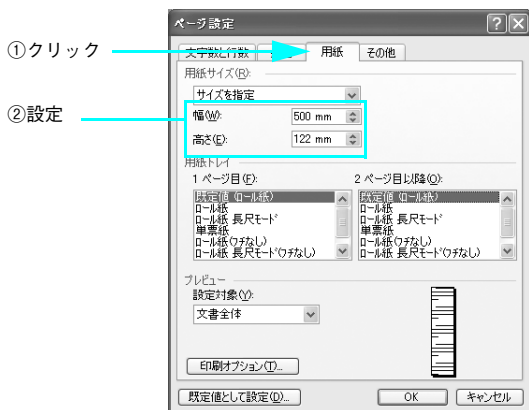 ページ設定
①クリック
文字数と行数 用紙 その他
用紙サイズ(R):
サイズを指定
②設定
幅(W): 500 mm
高さ(E): 122 mm
用紙トレイ
1 ページ目(F): 2 ページ目以降(O):
既定値 (ロール紙) 既定値 (ロール紙)
ロール紙 ロール紙
ロール紙 長尺モード ロール紙 長尺モード
単票紙 単票紙
ロール紙(フチなし) ロール紙(フチなし)
ロール紙 長尺モード(フチなし) ロール紙 長尺モード(フチなし)
プレビュー
設定対象(Y):
文書全体
印刷オプション(T)...
既定値として設定(D)... OK キャンセル